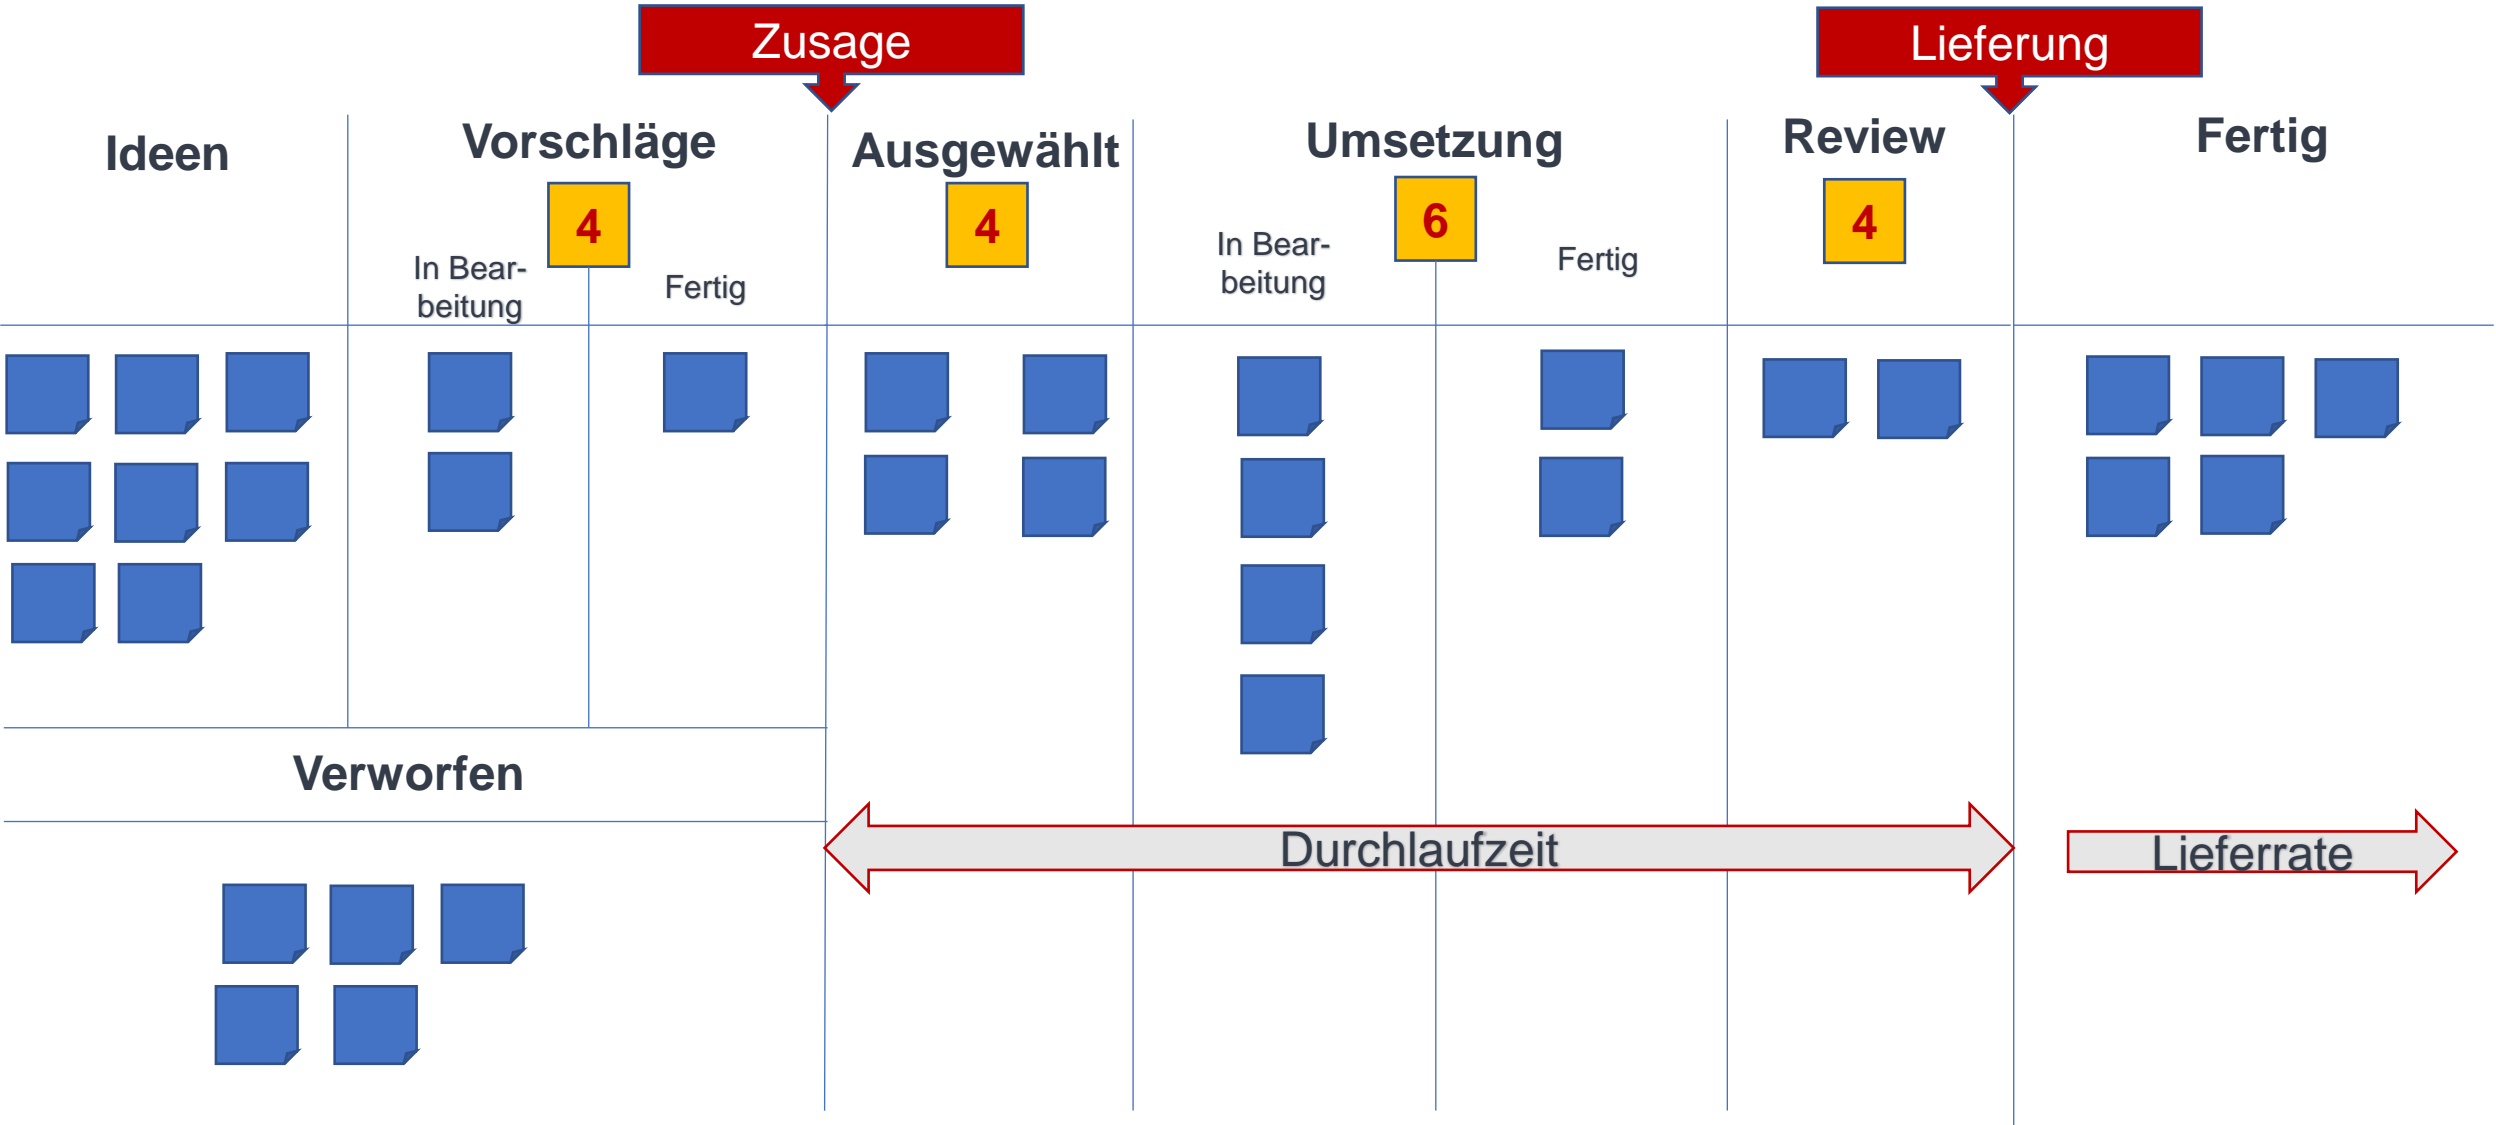 Zusage
Lieferung
Ideen
Vorschläge
Ausgewählt
Umsetzung
Review
Fertig
4
4
6
4
In Bear-
beitung
Fertig
In Bear-
beitung
Fertig
Verworfen
Durchlaufzeit
Lieferrate